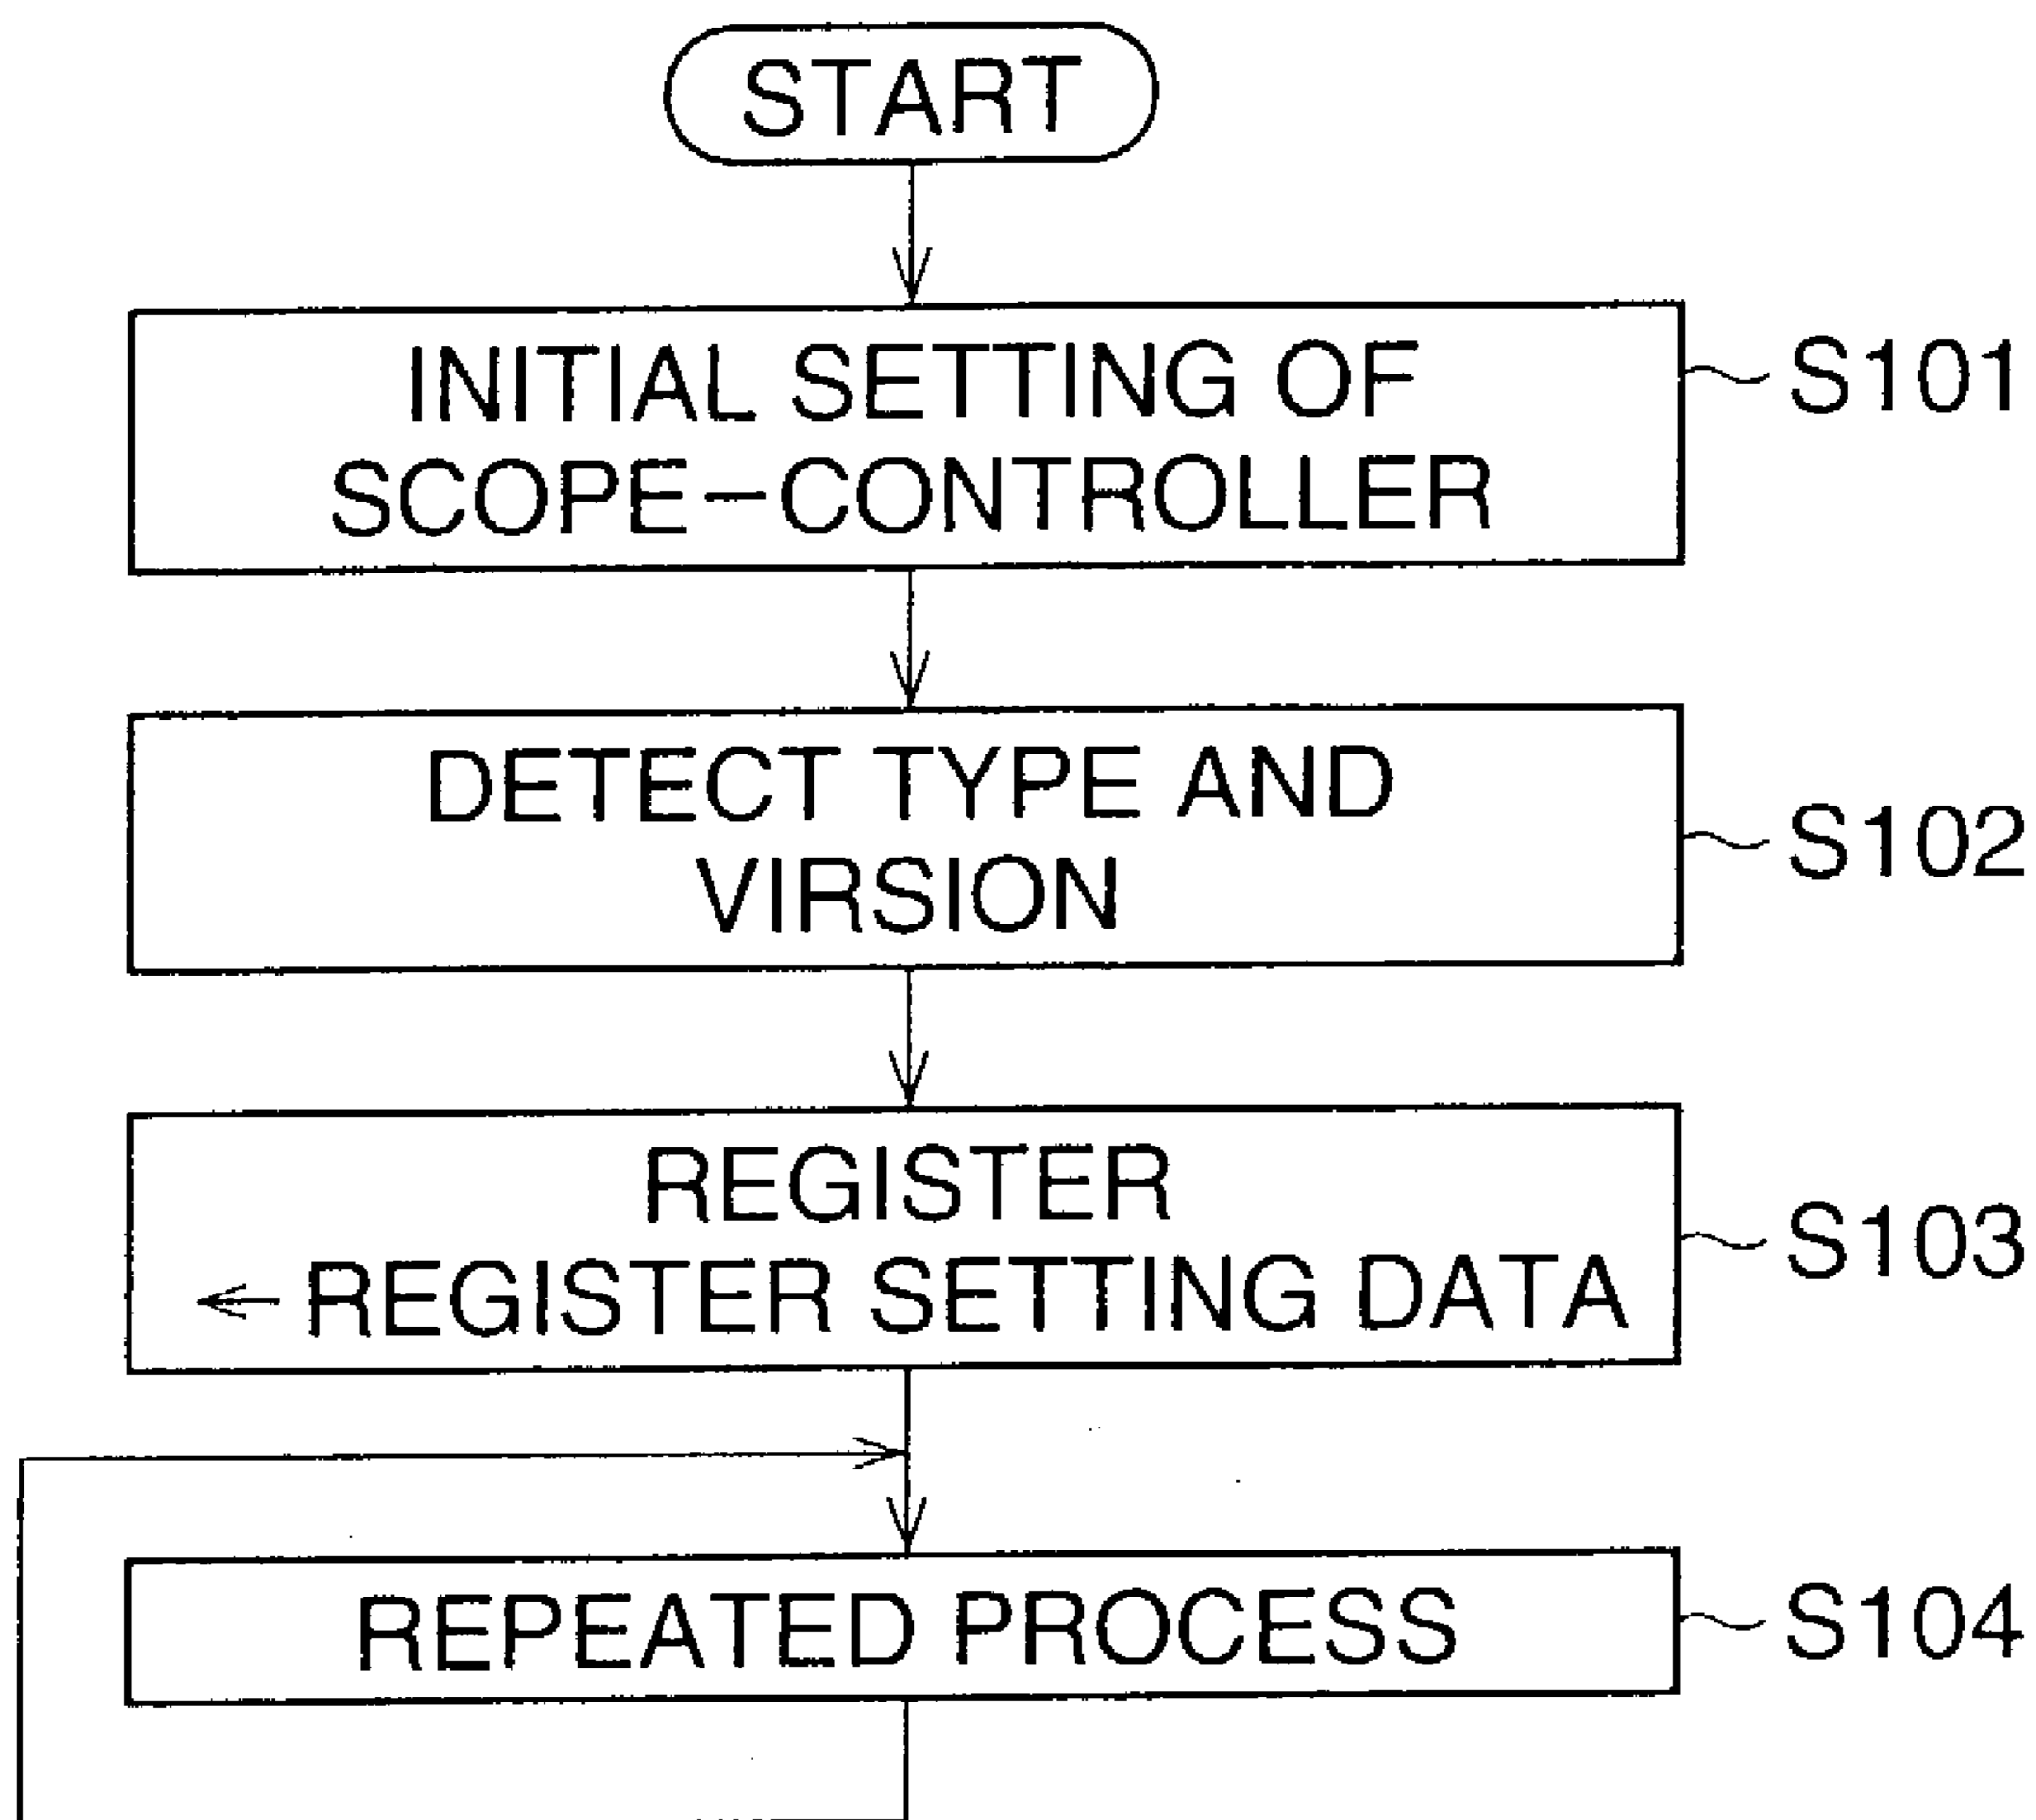 START
INITIAL SETTING OF
SCOPE-CONTROLLER
S101
DETECT TYPE AND
VIRSION
S102
REGISTER
← REGISTER SETTING DATA
S103
REPEATED PROCESS
S104